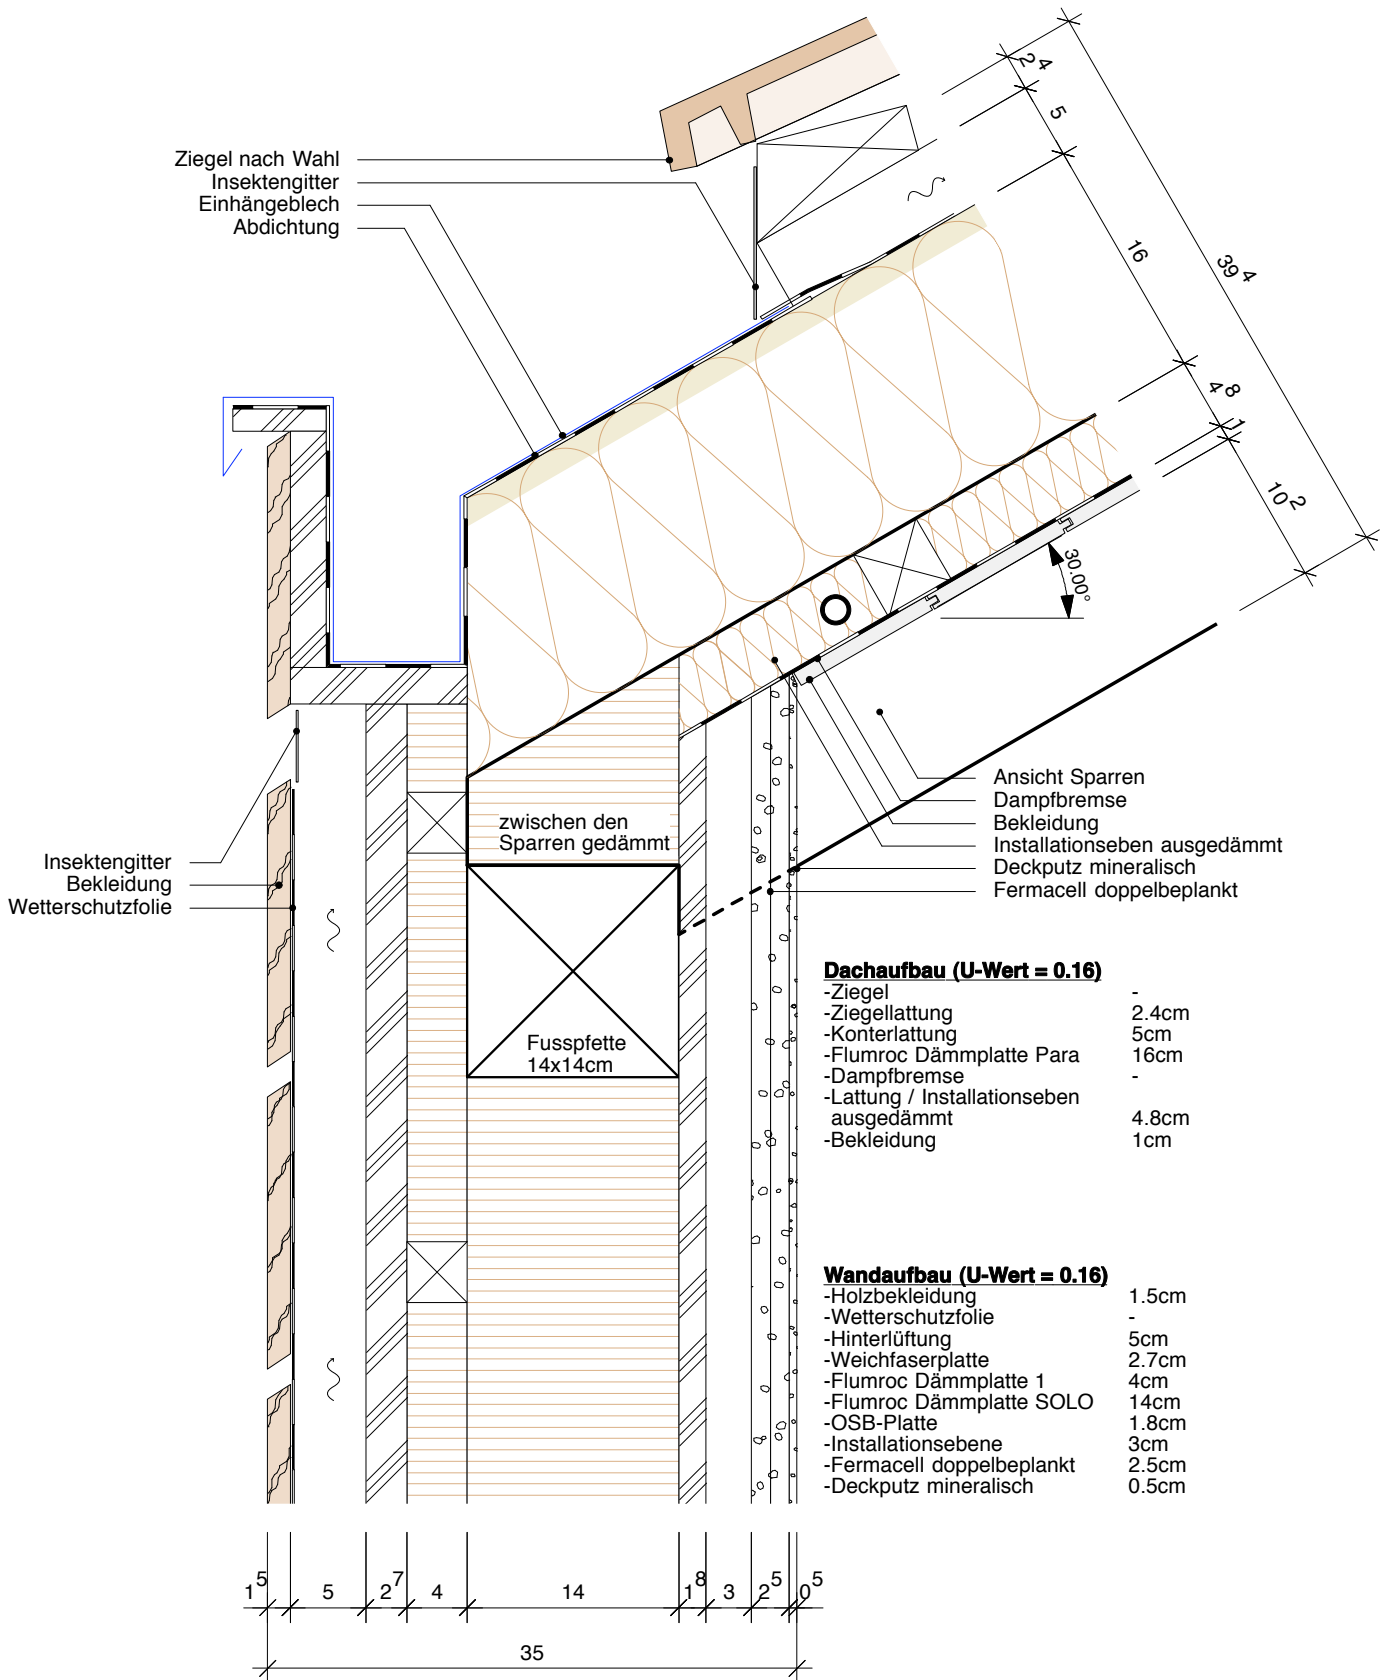 Ziegel nach Wahl
Insektengitter
Einhängeblech
Abdichtung
2 4
5
16
39 4
4 8
1
10 2
30.00°
Insektengitter
Bekleidung
Wetterschutzfolie
zwischen den
Sparren gedämmt
Fusspfette
14x14cm
Ansicht Sparren
Dampfbremse
Bekleidung
Installationseben ausgedämmt
Deckputz mineralisch
Fermacell doppelbeplankt
Dachaufbau (U-Wert = 0.16)
-Ziegel -
-Ziegellattung 2.4cm
-Konterlattung 5cm
-Flumroc Dämmplatte Para 16cm
-Dampfbremse -
-Lattung / Installationseben
ausgedämmt 4.8cm
-Bekleidung 1cm
Wandaufbau (U-Wert = 0.16)
-Holzbekleidung 1.5cm
-Wetterschutzfolie -
-Hinterlüftung 5cm
-Weichfaserplatte 2.7cm
-Flumroc Dämmplatte 1 4cm
-Flumroc Dämmplatte SOLO 14cm
-OSB-Platte 1.8cm
-Installationsebene 3cm
-Fermacell doppelbeplankt 2.5cm
-Deckputz mineralisch 0.5cm
1 5 5 2 7 4 14 1 8 3 2 5 0 5
35